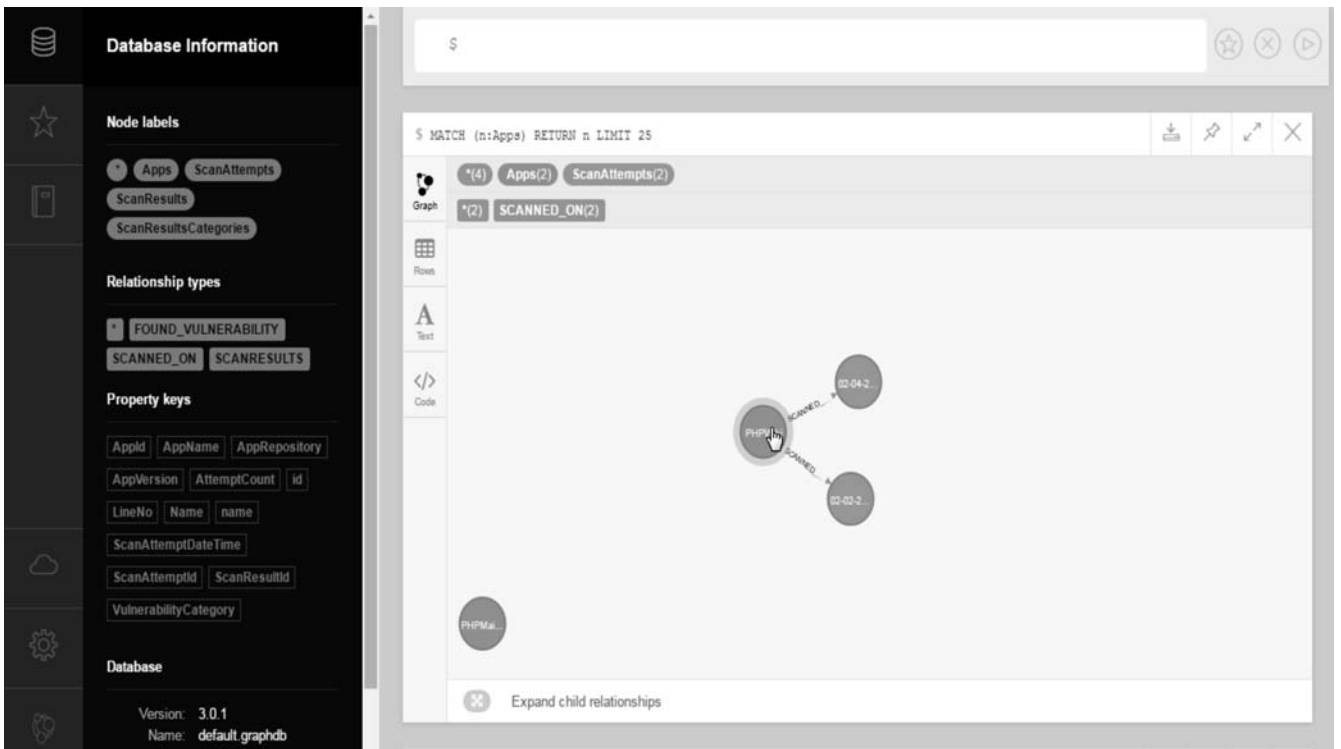 Database Information
Node labels
* Apps ScanAttempts
ScanResults
ScanResultsCategories
Relationship types
* FOUND_VULNERABILITY
SCANNED_ON SCANRESULTS
Property keys
AppId AppName AppRepository
AppVersion AttemptCount id
LineNo Name name
ScanAttemptDateTime
ScanAttemptId ScanResultId
VulnerabilityCategory
Database
Version: 3.0.1
Name: default.graphdb
$
$ MATCH (n:Apps) RETURN n LIMIT 25
Graph
Rows
A
Text
</>
Code
*(4) Apps(2) ScanAttempts(2)
*(2) SCANNED_ON(2)
02-04-2...
SCANNED_...
SCANNED_...
02-02-2...
PHPMai...
Expand child relationships